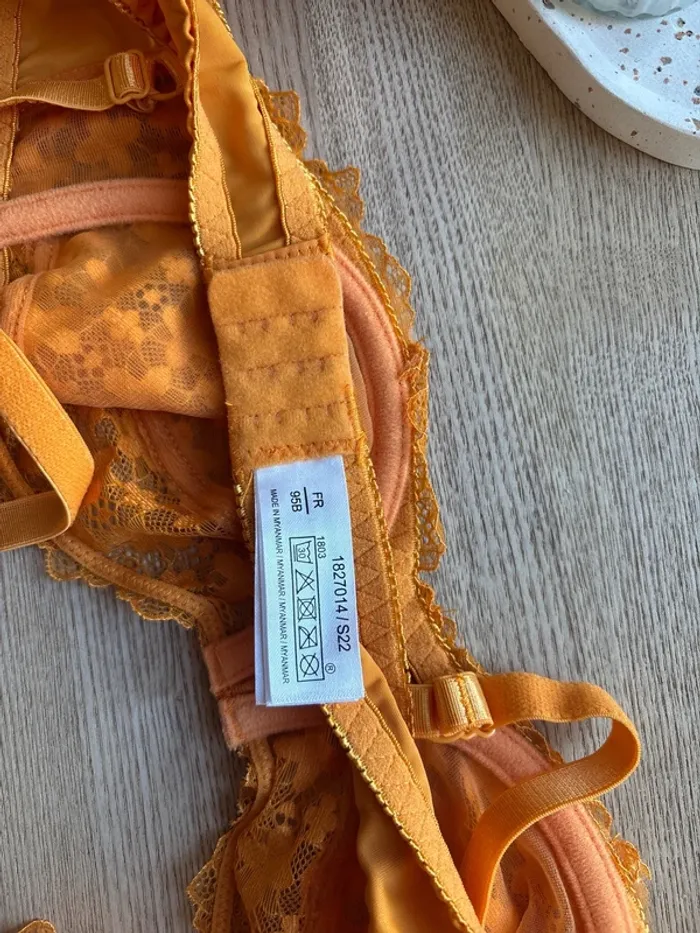 FR
95B
MADE IN MYANMAR / MYANMAR / MYANMAR / MYANMAR
1803
30
®
1827014 / S22